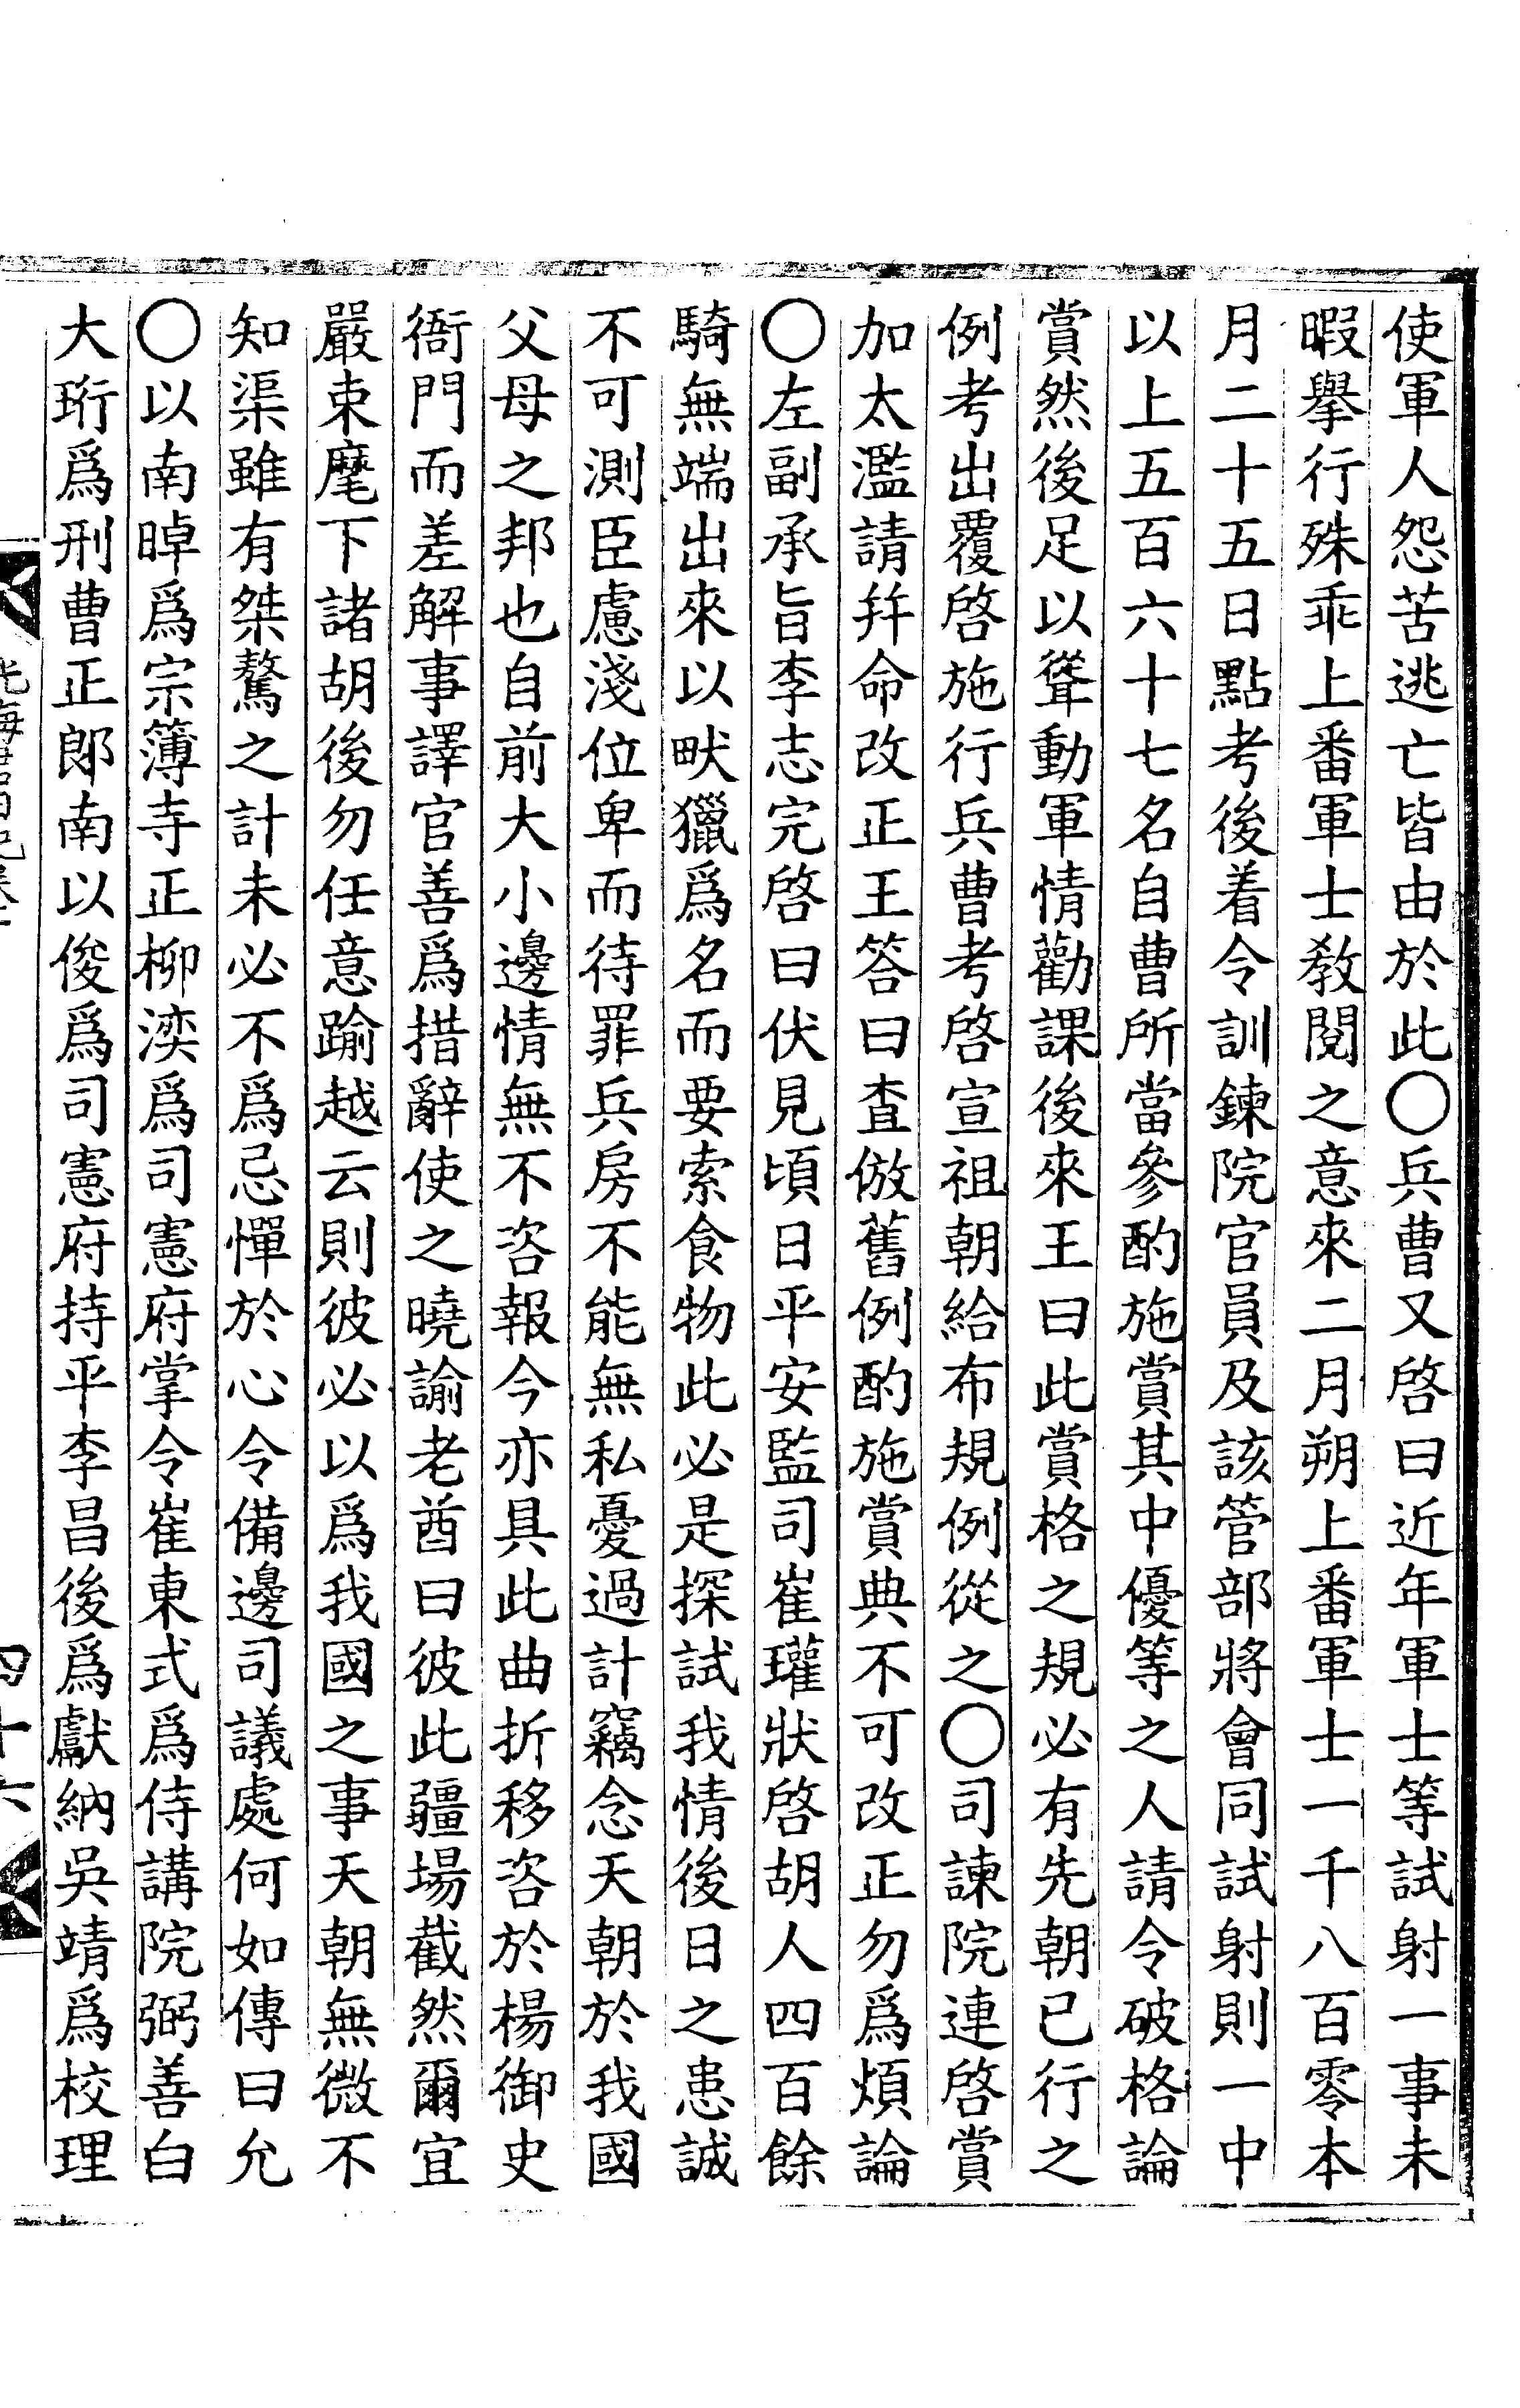 使軍人怨苦逃亡皆由於此○兵曹又啓曰近年軍士等試射一事未
暇擧行殊乖上番軍士敎閱之意來二月朔上番軍士一千八百零本
月二十五日點考後着令訓鍊院官員及該管部將會同試射則一中
以上五百六十七名自曹所當參酌施賞其中優等之人請令破格論
賞然後足以聳動軍情勸課後來王曰此賞格之規必有先朝已行之
例考出覆啓施行兵曹考啓宣祖朝給布規例從之○司諫院連啓賞
加太濫請幷命改正王答曰査倣舊例酌施賞典不可改正勿爲煩論
○左副承旨李志完啓曰伏見頃日平安監司崔瓘狀啓胡人四百餘
騎無端出來以畎獵爲名而要索食物此必是探試我情後日之患誠
不可測臣慮淺位卑而待罪兵房不能無私憂過計竊念天朝於我國
父母之邦也自前大小邊情無不咨報今亦具此曲折移咨於楊御史
衙門而差解事譯官善爲措辭使之曉諭老酋曰彼此疆場截然爾宜
嚴束麾下諸胡後勿任意踰越云則彼必以爲我國之事天朝無微不
知渠雖有桀驁之計未必不爲忌憚於心令備邊司議處何如傳曰允
○以南晫爲宗簿寺正柳湙爲司憲府掌令崔東式爲侍講院弼善白
大珩爲刑曹正郎南以俊爲司憲府持平李昌後爲獻納吳靖爲校理
四十六